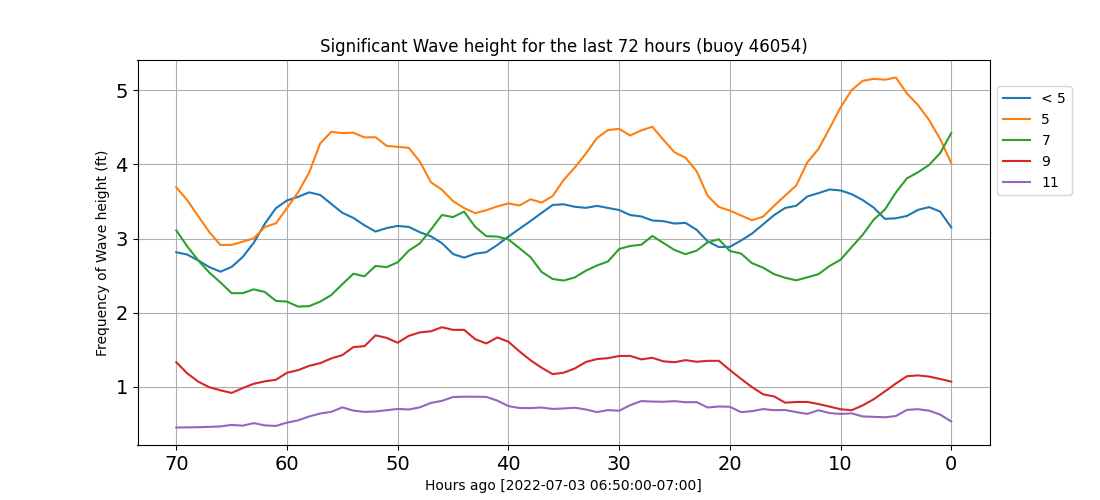 Significant Wave height for the last 72 hours (buoy 46054)
Frequency of Wave height (ft)
5
4
3
2
1
70 60 50 40 30 20 10 0
Hours ago [2022-07-03 06:50:00-07:00]
< 5
5
7
9
11